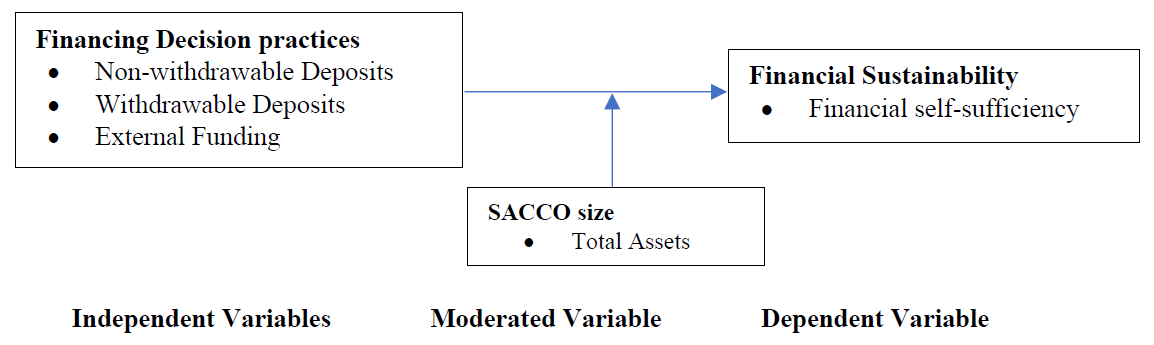 Financing Decision practices
● Non-withdrawable Deposits
● Withdrawable Deposits
● External Funding
Financial Sustainability
● Financial self-sufficiency
SACCO size
● Total Assets
Independent Variables
Moderated Variable
Dependent Variable